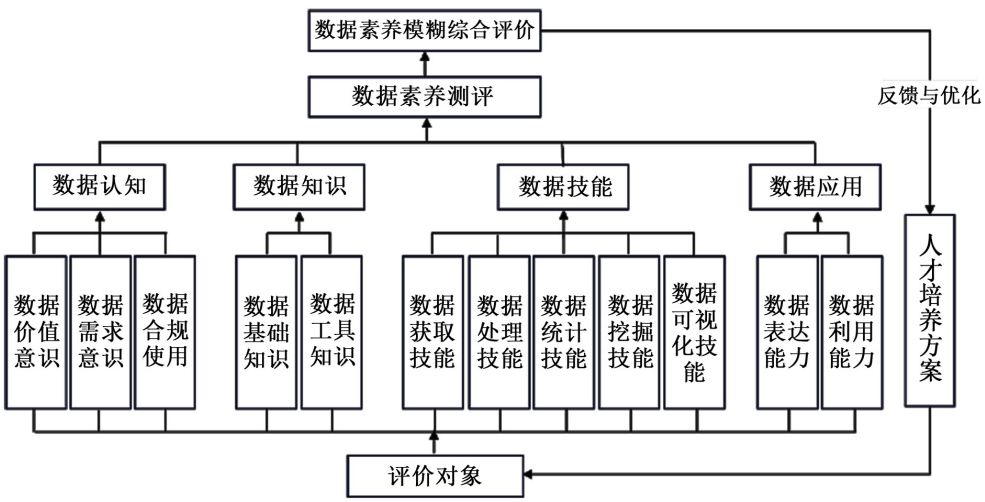 数据素养模糊综合评价
数据素养测评
反馈与优化
数据认知
数据知识
数据技能
数据应用
数据
价值
意识
数据
需求
意识
数据
合规
使用
数据
基础
知识
数据
工具
知识
数据
获取
技能
数据
处理
技能
数据
统计
技能
数据
挖掘
技能
数据
可视
化技
能
数据
表达
能力
数据
利用
能力
人才培养方案
评价对象